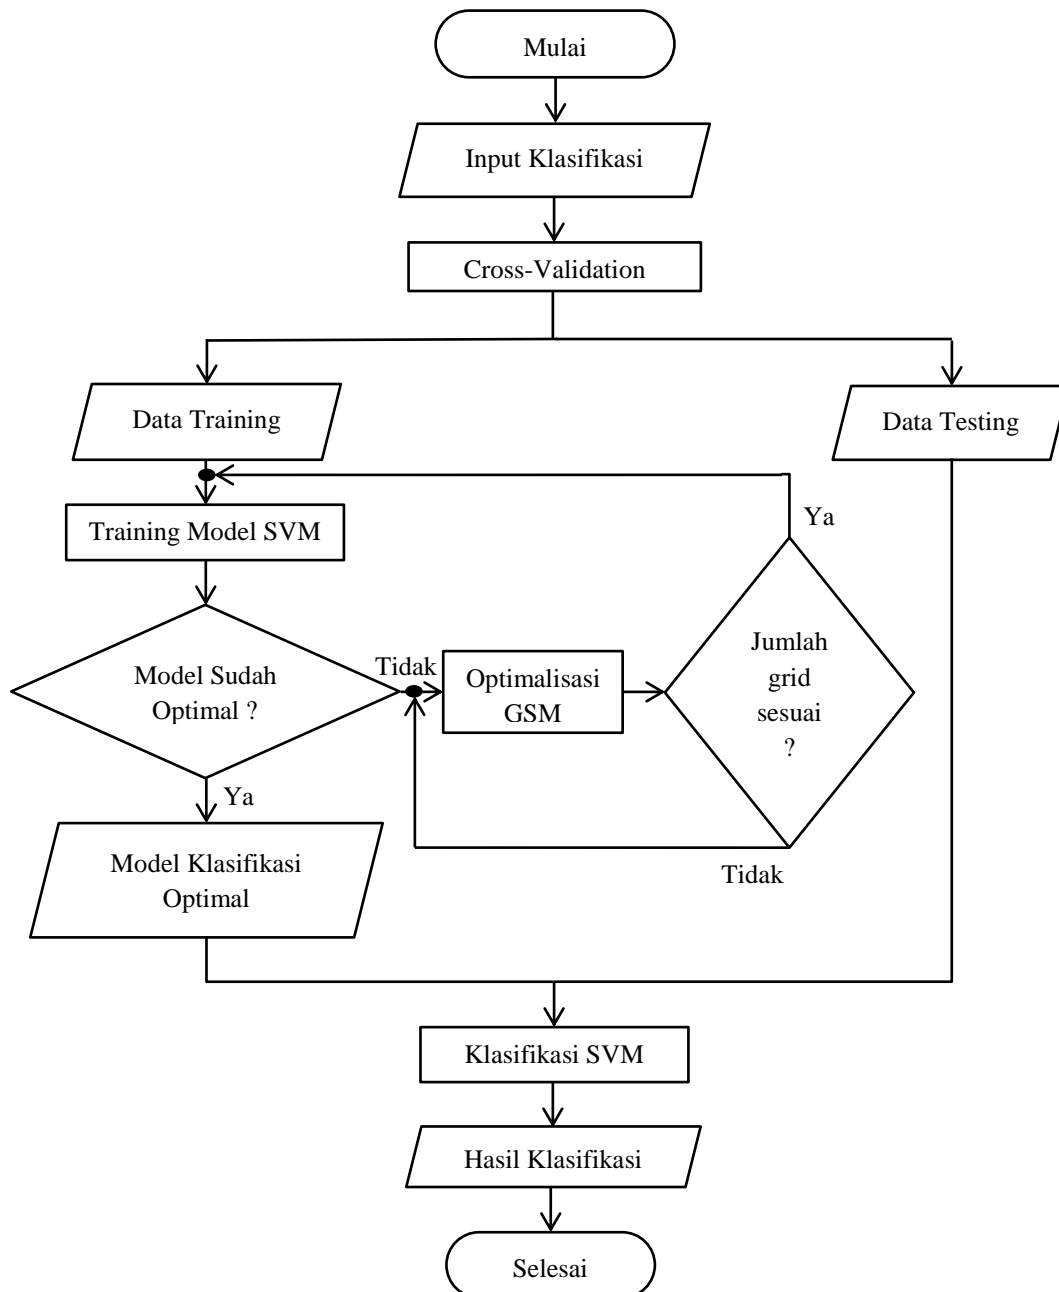 Mulai
Input Klasifikasi
Cross-Validation
Data Training
Data Testing
Training Model SVM
Ya
Model Sudah
Optimal ?
Tidak
Optimalisasi
GSM
Jumlah
grid
sesuai
?
Ya
Tidak
Model Klasifikasi
Optimal
Klasifikasi SVM
Hasil Klasifikasi
Selesai